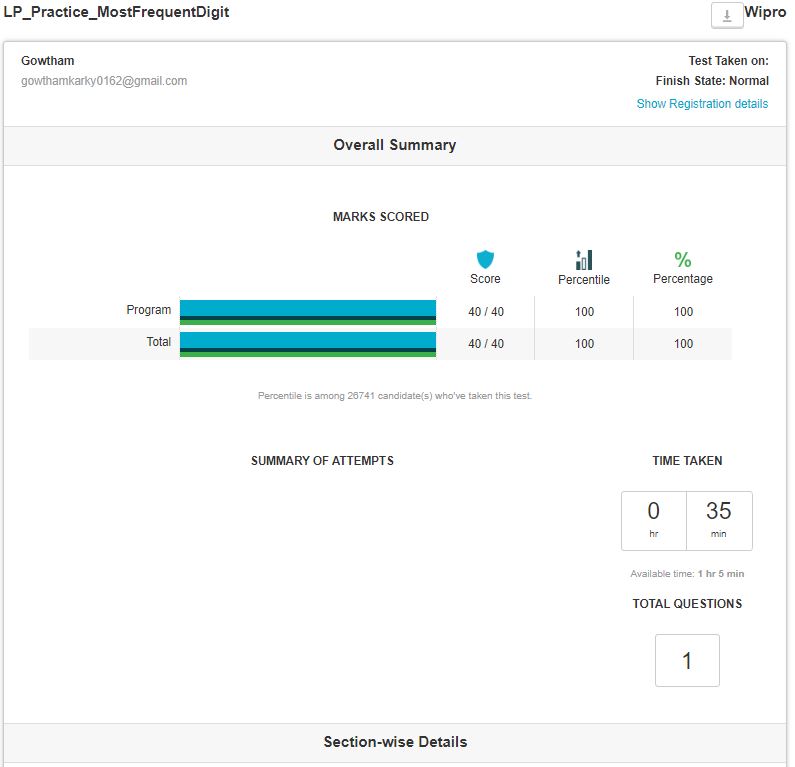 LP_Practice_MostFrequentDigit
Wipro
Gowtham
Test Taken on:
gowthamkarky0162@gmail.com
Finish State: Normal
Show Registration details
Overall Summary
MARKS SCORED
%
Score Percentile Percentage
Program 40 / 40 100 100
Total 40 / 40 100 100
Percentile is among 26741 candidate(s) who've taken this test.
SUMMARY OF ATTEMPTS
TIME TAKEN
0 35
hr min
Available time: 1 hr 5 min
TOTAL QUESTIONS
1
Section-wise Details